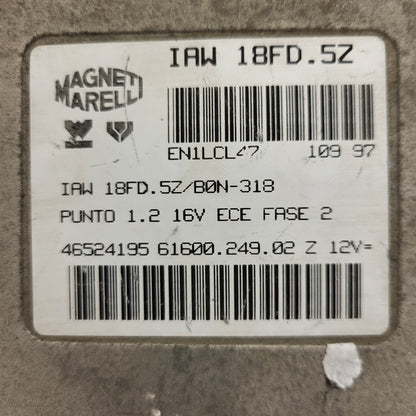 IAW 18FD.5Z
MAGNETI
MARELLI
EN1LCL47 109 97
IAW 18FD.5Z/B0N-318
PUNTO 1.2 16V ECE FASE 2
46524195 61600.249.02 Z 12V=